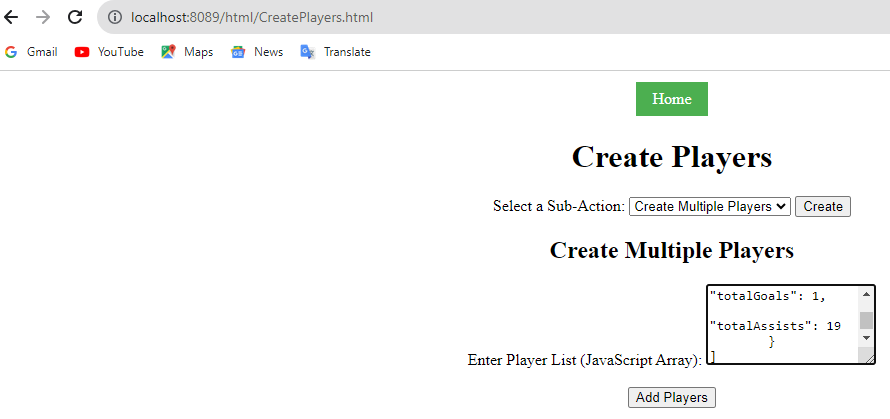 localhost:8089/html/CreatePlayers.html
Gmail YouTube Maps News Translate
Home
Create Players
Select a Sub-Action: Create Multiple Players Create
Create Multiple Players
"totalGoals": 1,
"totalAssists": 19
}
Enter Player List (JavaScript Array): ]
Add Players